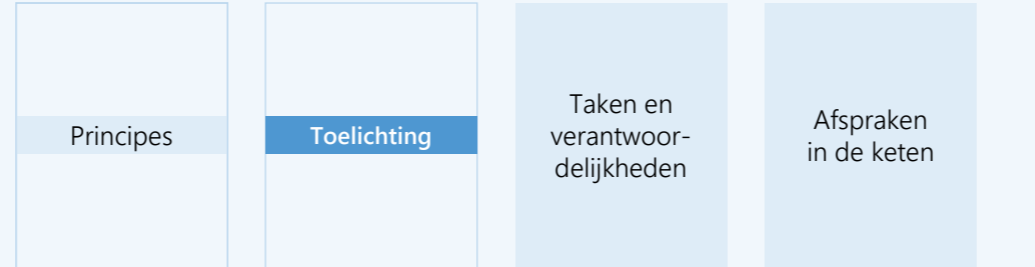 Principes
Toelichting
Taken en
verantwoor-
delijkheden
Afspraken
in de keten